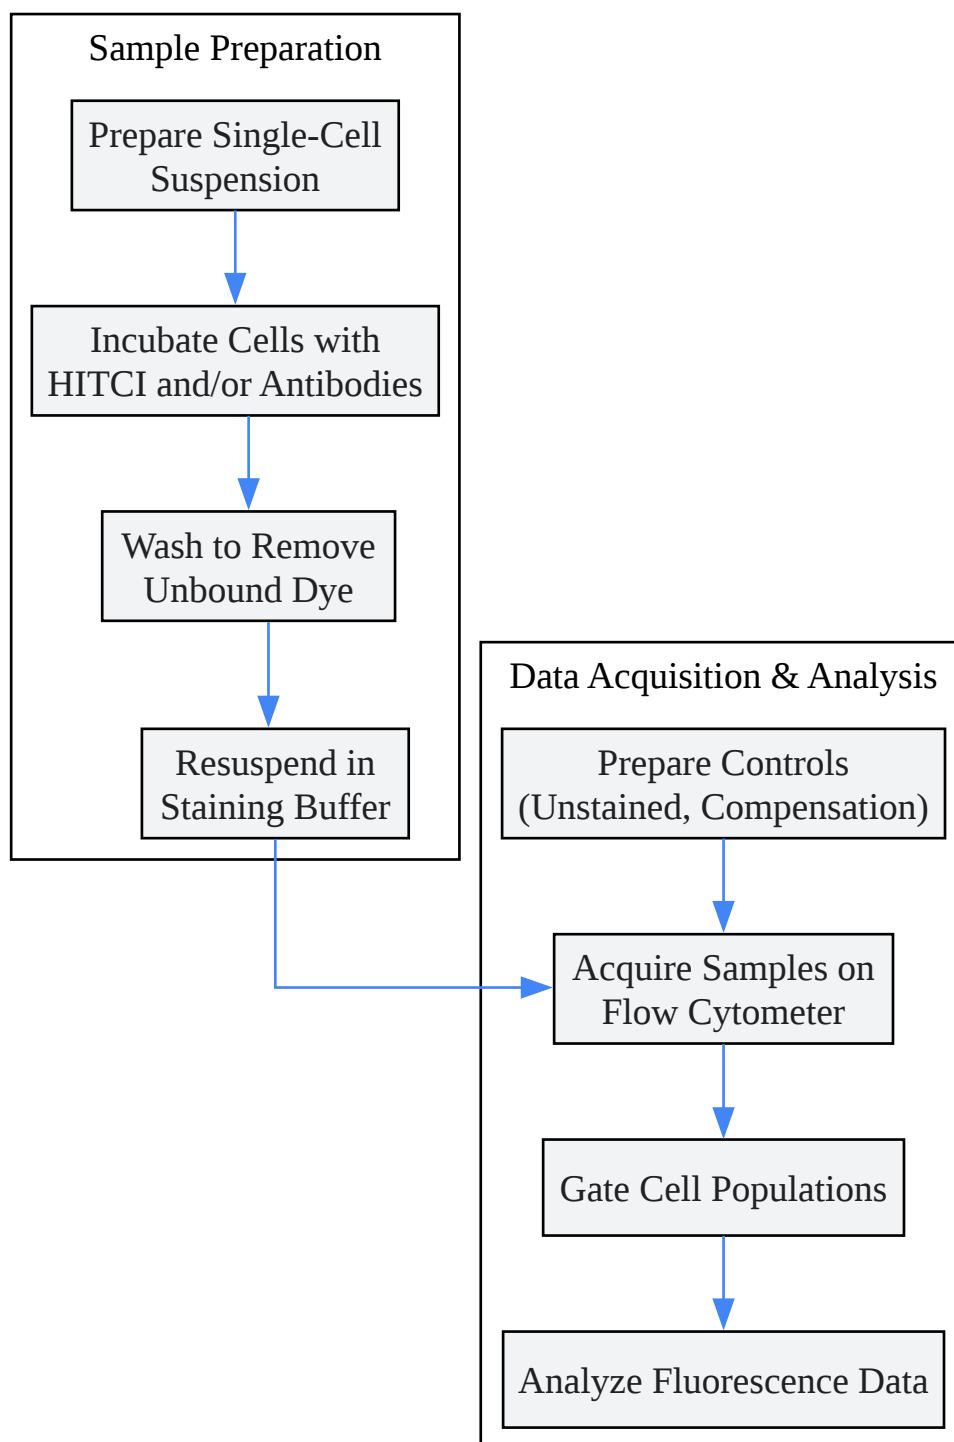 Sample Preparation
Prepare Single-Cell
Suspension
Incubate Cells with
HITCI and/or Antibodies
Wash to Remove
Unbound Dye
Resuspend in
Staining Buffer
Data Acquisition & Analysis
Prepare Controls
(Unstained, Compensation)
Acquire Samples on
Flow Cytometer
Gate Cell Populations
Analyze Fluorescence Data